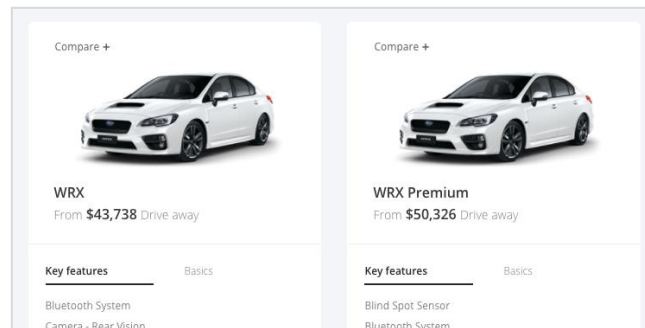 Compare +
Compare +
WRX
From $43,738 Drive away
WRX Premium
From $50,326 Drive away
Key features
Basics
Key features
Basics
Bluetooth System
Camera - Rear Vision
Blind Spot Sensor
Bluetooth System